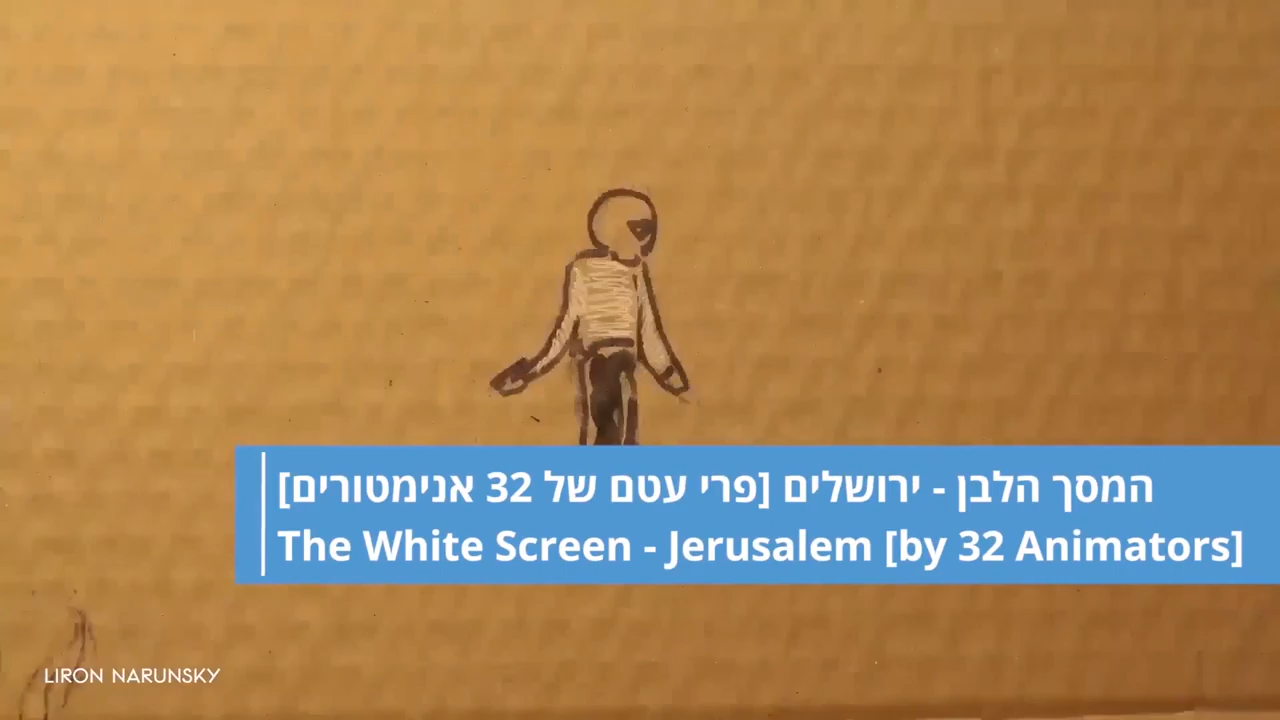 המסך הלבן - ירושלים [פרי עטם של 32 אנימטורים]
The White Screen - Jerusalem [by 32 Animators]
LIRON NARUNSKY